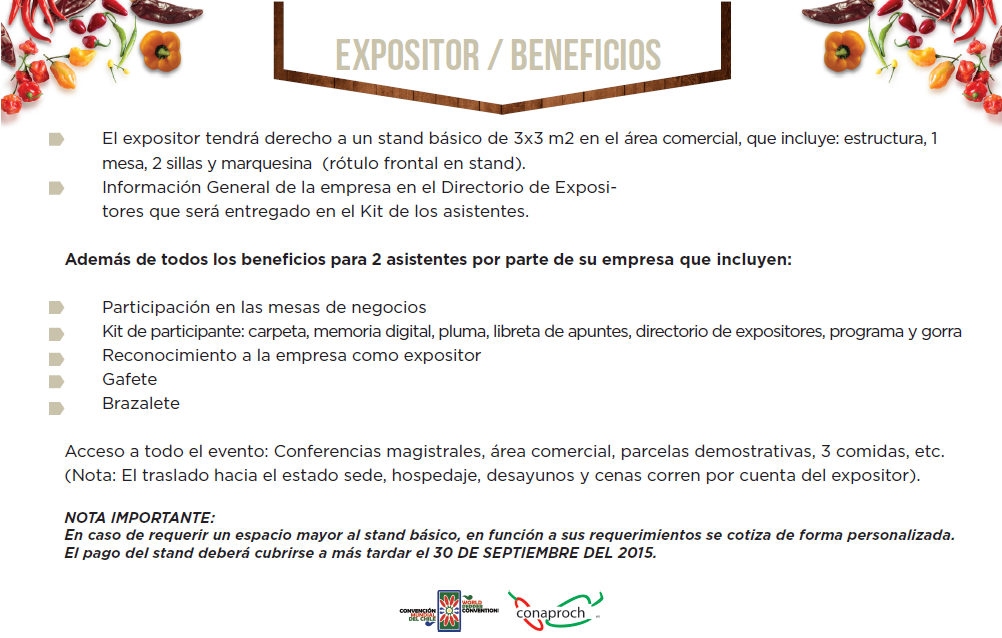 EXPOSITOR / BENEFICIOS
El expositor tendrá derecho a un stand básico de 3x3 m2 en el área comercial, que incluye: estructura, 1
mesa, 2 sillas y marquesina (rótulo frontal en stand).
Información General de la empresa en el Directorio de Exposi-
tores que será entregado en el Kit de los asistentes.
Además de todos los beneficios para 2 asistentes por parte de su empresa que incluyen:
Participación en las mesas de negocios
Kit de participante: carpeta, memoria digital, pluma, libreta de apuntes, directorio de expositores, programa y gorra
Reconocimiento a la empresa como expositor
Gafete
Brazalete
Acceso a todo el evento: Conferencias magistrales, área comercial, parcelas demostrativas, 3 comidas, etc.
(Nota: El traslado hacia el estado sede, hospedaje, desayunos y cenas corren por cuenta del expositor).
NOTA IMPORTANTE:
En caso de requerir un espacio mayor al stand básico, en función a sus requerimientos se cotiza de forma personalizada.
El pago del stand deberá cubrirse a más tardar el 30 DE SEPTIEMBRE DEL 2015.
CONVENCIÓN
MUNDIAL
DEL CHILE
WORLD
PEPPER
CONVENTION
conaproch